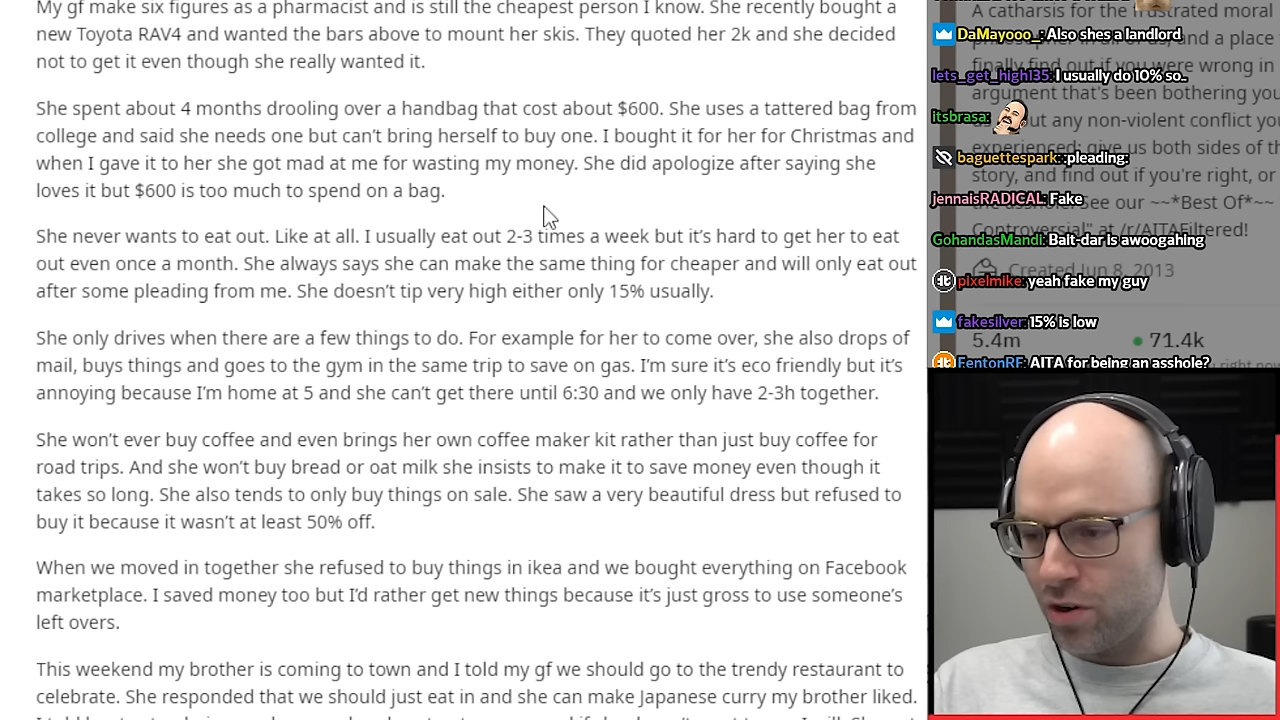 My gf make six figures as a pharmacist and is still the cheapest person I know. She recently bought a
new Toyota RAV4 and wanted the bars above to mount her skis. They quoted her 2k and she decided
not to get it even though she really wanted it.
She spent about 4 months drooling over a handbag that cost about $600. She uses a tattered bag from
college and said she needs one but can’t bring herself to buy one. I bought it for her for Christmas and
when I gave it to her she got mad at me for wasting my money. She did apologize after saying she
loves it but $600 is too much to spend on a bag.
She never wants to eat out. Like at all. I usually eat out 2-3 times a week but it’s hard to get her to eat
out even once a month. She always says she can make the same thing for cheaper and will only eat out
after some pleading from me. She doesn’t tip very high either only 15% usually.
She only drives when there are a few things to do. For example for her to come over, she also drops of
mail, buys things and goes to the gym in the same trip to save on gas. I’m sure it’s eco friendly but it’s
annoying because I’m home at 5 and she can’t get there until 6:30 and we only have 2-3h together.
She won’t ever buy coffee and even brings her own coffee maker kit rather than just buy coffee for
road trips. And she won’t buy bread or oat milk she insists to make it to save money even though it
takes so long. She also tends to only buy things on sale. She saw a very beautiful dress but refused to
buy it because it wasn’t at least 50% off.
When we moved in together she refused to buy things in ikea and we bought everything on Facebook
marketplace. I saved money too but I’d rather get new things because it’s just gross to use someone’s
left overs.
This weekend my brother is coming to town and I told my gf we should go to the trendy restaurant to
celebrate. She responded that we should just eat in and she can make Japanese curry my brother liked.
A catharsis for the frustrated moral
DaMayooo_: Also shes a landlord
and a place
finally find out if you were wrong in
lets_get_high135: I usually do 10% so..
argument that's been bothering you
itsbrasa:
out any non-violent conflict you
experienced; give us both sides of th
baguettespark: :pleading:
story, and find out if you're right, or
jennaisRADICAL: Fake
See our ~~*Best Of*~~
Controversial" at /r/AITAFiltered!
GohandasMandi: Bait-dar is awoogahing
Created Jun 8, 2013
pixelmike: yeah fake my guy
fakesilver: 15% is low
5.4m 71.4k
FentonRF: AITA for being an asshole?
right